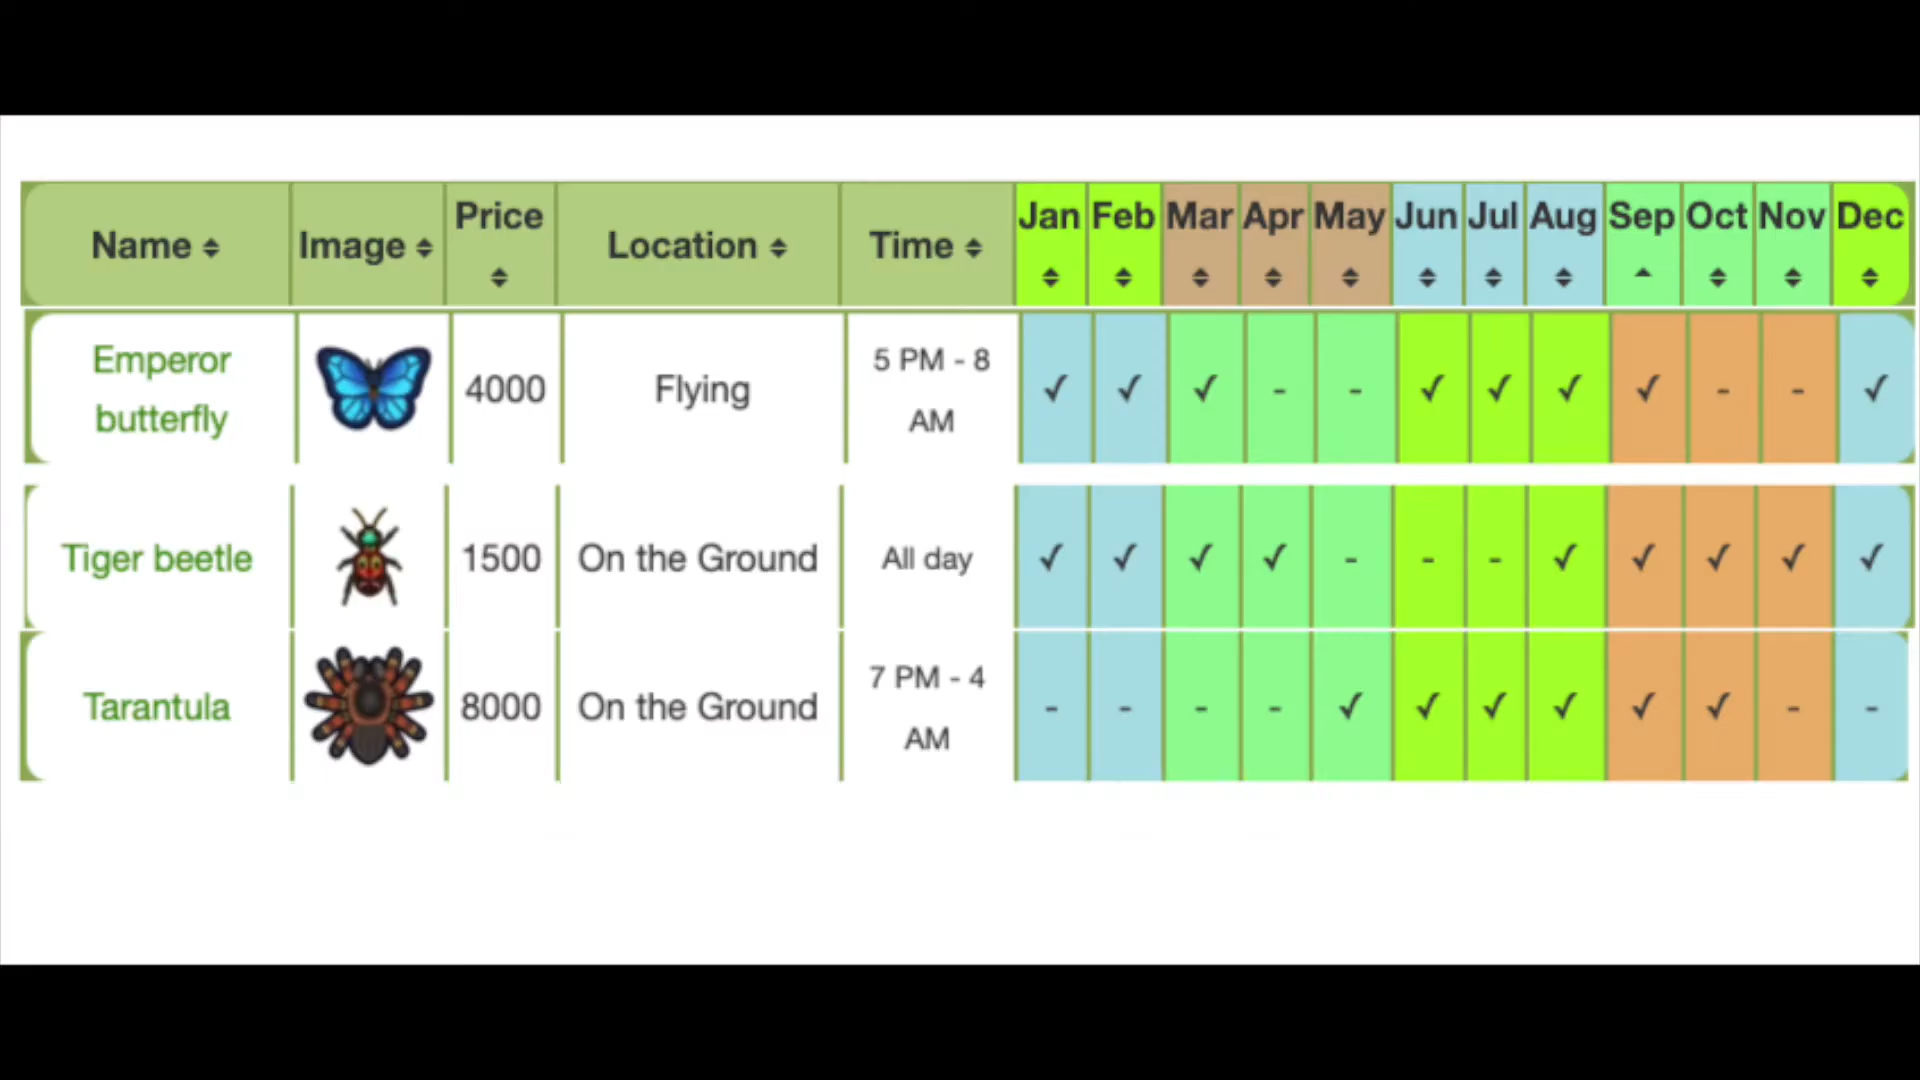 Name Image Price Location Time Jan Feb Mar Apr May Jun Jul Aug Sep Oct Nov Dec
Emperor butterfly 4000 Flying 5 PM - 8 AM ✓ ✓ ✓ - - ✓ ✓ ✓ ✓ - - ✓
Tiger beetle 1500 On the Ground All day ✓ ✓ ✓ ✓ - - - ✓ ✓ ✓ ✓ ✓
Tarantula 8000 On the Ground 7 PM - 4 AM - - - - ✓ ✓ ✓ ✓ ✓ ✓ - -